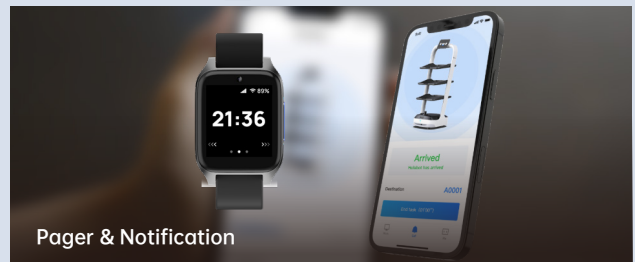 89%
21:36
<<<
>>>
Arrived
Destination
A0001
Pager & Notification